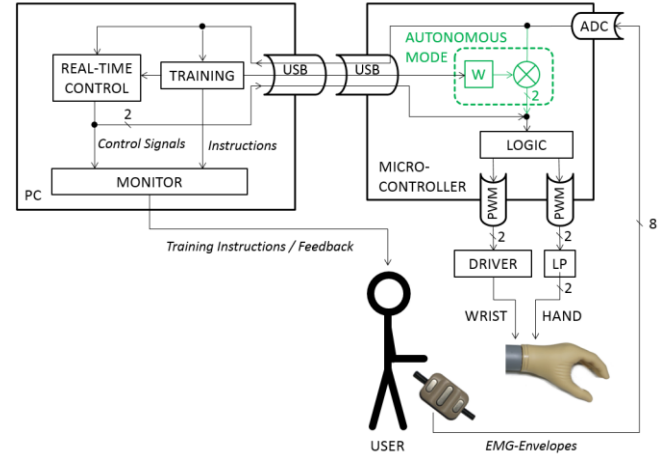 AUTONOMOUS
MODE
ADC
REAL-TIME
CONTROL
TRAINING
USB
USB
W
2
2
Control Signals
Instructions
LOGIC
MONITOR
PC
MICRO-
CONTROLLER
PWM
PWM
8
2
2
Training Instructions / Feedback
DRIVER
LP
2
WRIST
HAND
USER
EMG-Envelopes